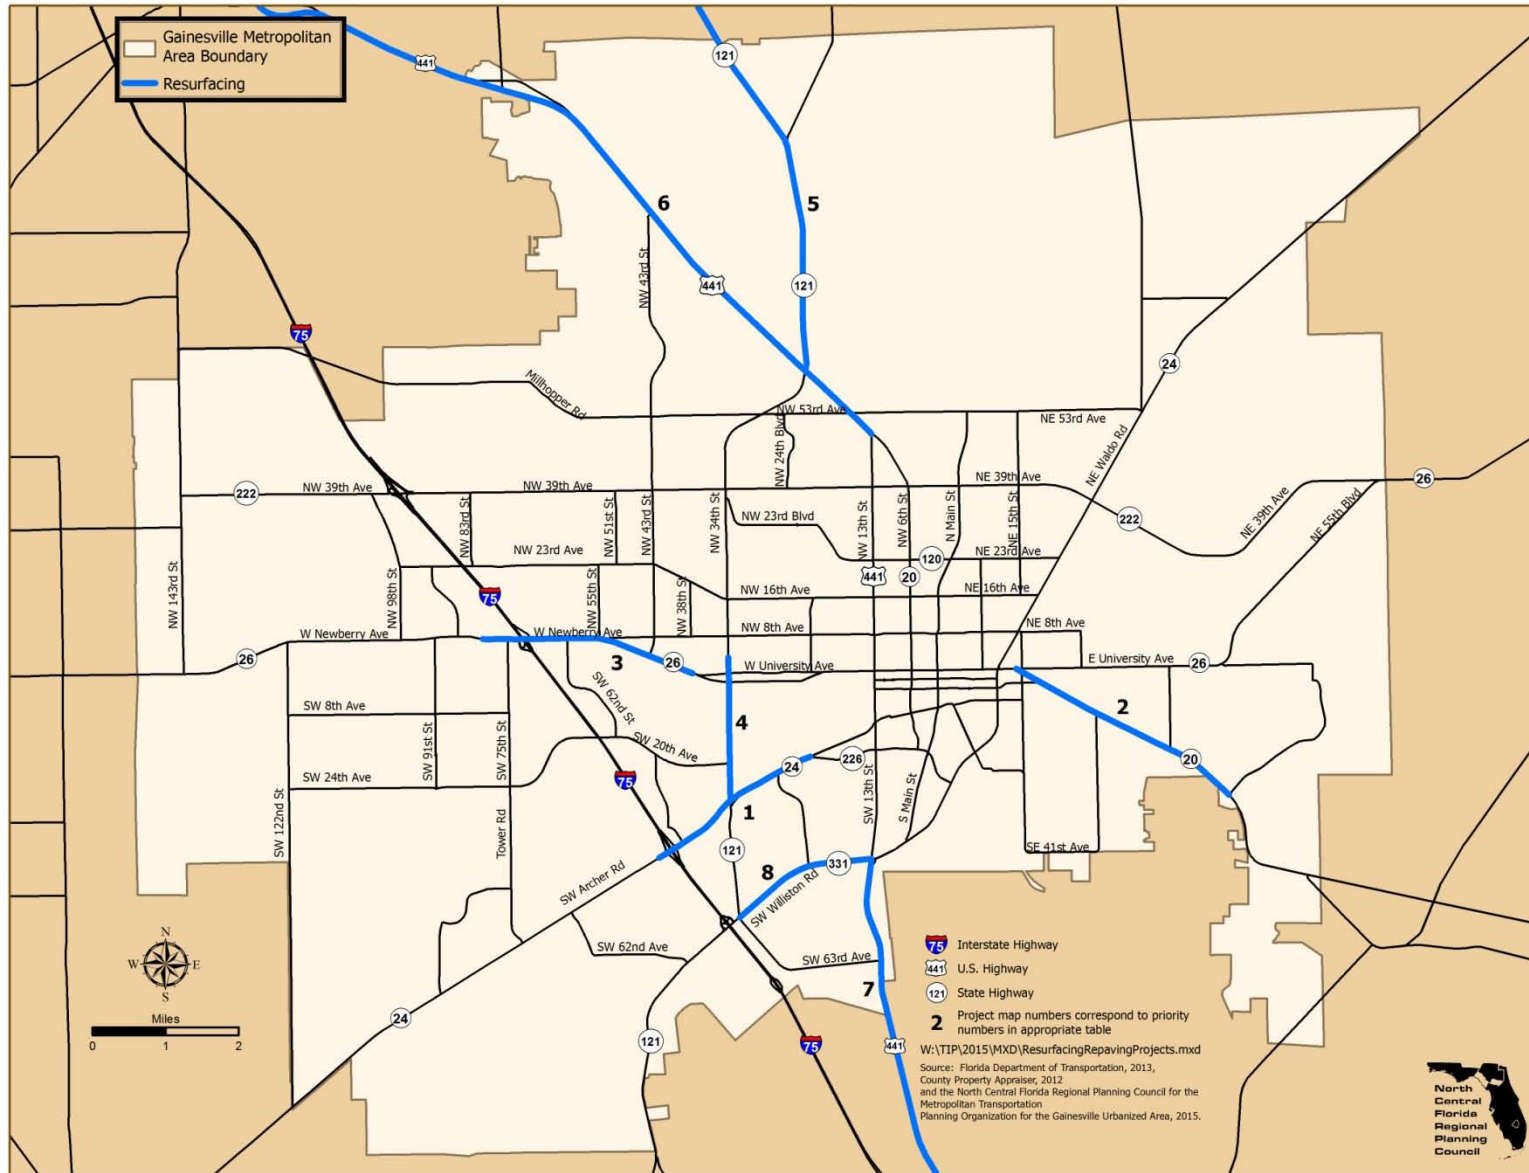 Gainesville Metropolitan
Area Boundary
Resurfacing
441
121
6
5
NW 43rd St
441
121
75
24
Millhopper Rd
NW 53rd Ave
NE 53rd Ave
NW 24th Blvd
NE Waldo Rd
222
NW 39th Ave
NW 39th Ave
NE 39th Ave
26
NW 83rd St
NW 51st St
NW 43rd St
NW 34th St
NW 23rd Blvd
NW 13th St
NW 6th St
N Main St
NE 15th St
222
NE 39th Ave
NE 55th Blvd
NW 23rd Ave
120
NE 23rd Ave
NW 143rd St
NW 98th St
75
NW 55th St
NW 38th St
441
20
NW 16th Ave
NE 16th Ave
W Newberry Ave
W Newberry Ave
NW 8th Ave
NE 8th Ave
26
3
26
W University Ave
E University Ave
26
SW 62nd St
SW 8th Ave
4
2
SW 91st St
SW 75th St
SW 20th Ave
20
SW 24th Ave
75
24
226
SW 122nd St
Tower Rd
1
SW 13th St
S Main St
121
331
SE 41st Ave
SW Archer Rd
8
SW Williston Rd
SW 62nd Ave
SW 63rd Ave
7
24
121
75
441
N
W E
S
Miles
0 1 2
75 Interstate Highway
441 U.S. Highway
121 State Highway
2 Project map numbers correspond to priority
numbers in appropriate table
W:\TIP\2015\MXD\ResurfacingRepavingProjects.mxd
Source: Florida Department of Transportation, 2013,
County Property Appraiser, 2012
and the North Central Florida Regional Planning Council for the
Metropolitan Transportation
Planning Organization for the Gainesville Urbanized Area, 2015.
North
Central
Florida
Regional
Planning
Council